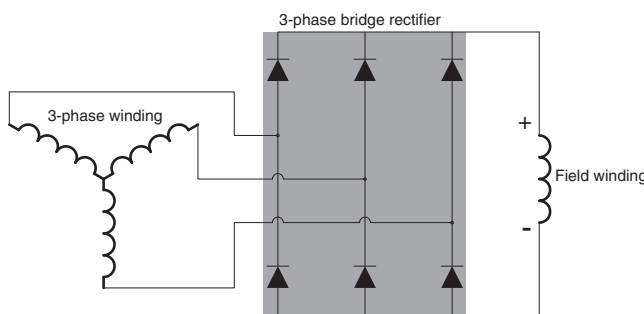 3-phase bridge rectifier
3-phase winding
+
Field winding
-